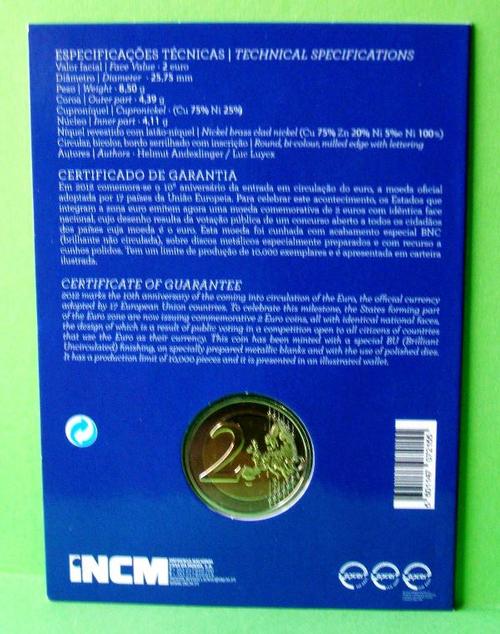 ESPECIFICAÇÕES TÉCNICAS | TECHNICAL SPECIFICATIONS
Valor facial | Face Value · 2 euro
Diâmetro | Diameter · 25,75 mm
Peso | Weight · 8,50 g
Coroa | Outer part · 4,39 g
Cuproníquel | Cupronickel · (Cu 75% Ni 25%)
Núcleo | Inner part · 4,11 g
Níquel revestido com latão-níquel | Nickel brass clad nickel (Cu 75% Zn 20% Ni 5%• Ni 100%)
Circular, bicolor, bordo serrilhado com inscrição | Round, bi-colour, milled edge with lettering
Autores | Authors · Helmut Andexlinger / Luc Luycx
CERTIFICADO DE GARANTIA
Em 2012 comemora-se o 10º aniversário da entrada em circulação do euro, a moeda oficial
adoptada por 17 países da União Europeia. Para celebrar este acontecimento, os Estados que
integram a zona euro emitem agora uma moeda comemorativa de 2 euros com idêntica face
nacional, cujo desenho resulta da votação pública de um concurso aberto a todos os cidadãos
dos países cuja moeda é o euro. Esta moeda foi cunhada com acabamento especial BNC
(brilhante não circulada), sobre discos metálicos especialmente preparados e com recurso a
cunhos polidos. Tem um limite de produção de 10.000 exemplares e é apresentada em carteira
ilustrada.
CERTIFICATE OF GUARANTEE
2012 marks the 10th anniversary of the coming into circulation of the Euro, the official currency
adopted by 17 European Union countries. To celebrate this milestone, the States forming part
of the Euro zone are now issuing commemorative 2 Euro coins, all with identical national faces,
the design of which is a result of public voting in a competition open to all citizens of countries
that use the Euro as their currency. This coin has been minted with a special BU (Brilliant
Uncirculated) finishing, on specially prepared metallic blanks and with the use of polished dies.
It has a production limit of 10,000 pieces and it is presented in an illustrated wallet.
2
5 601147 072155
INCM
IMPRENSA NACIONAL
CASA DA MOEDA, S.A.
apcer apcer apcer